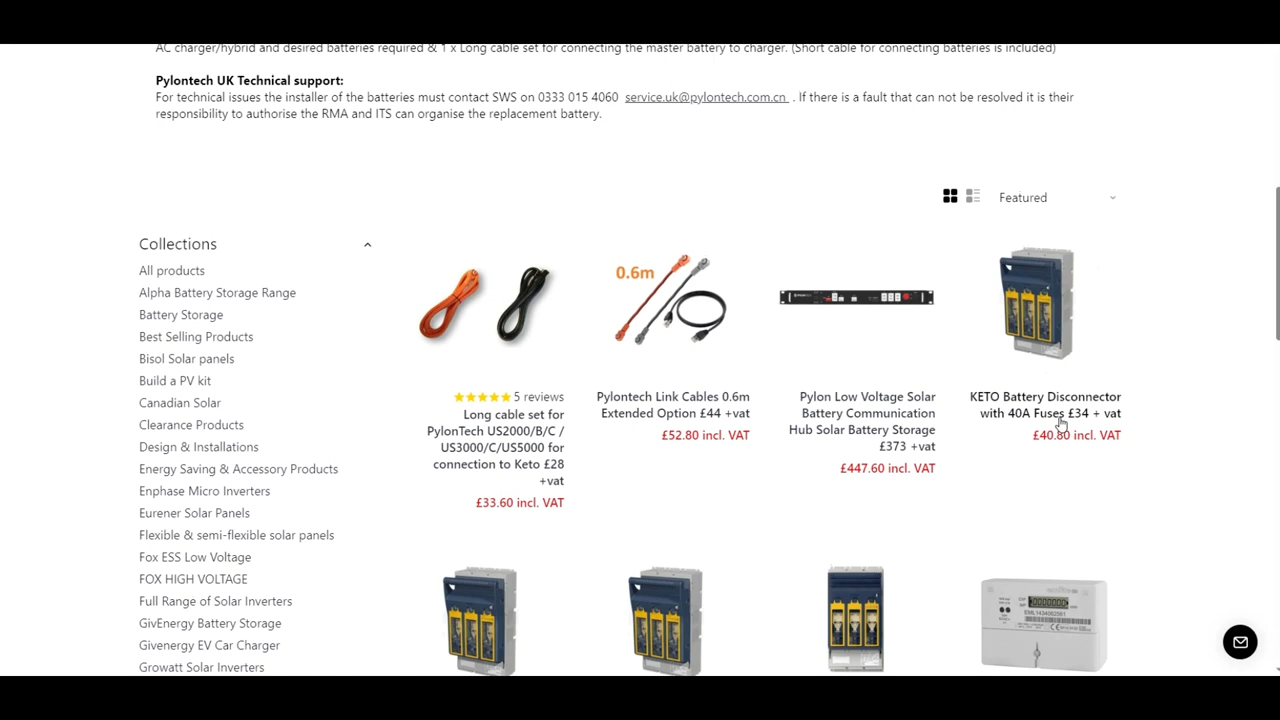 AC charger/hybrid and desired batteries required & 1 x Long cable set for connecting the master battery to charger. (Short cable for connecting batteries is included)
Pylontech UK Technical support:
For technical issues the installer of the batteries must contact SWS on 0333 015 4060 service.uk@pylontech.com.cn . If there is a fault that can not be resolved it is their
responsibility to authorise the RMA and ITS can organise the replacement battery.
Featured
Collections
All products
Alpha Battery Storage Range
Battery Storage
Best Selling Products
Bisol Solar panels
Build a PV kit
Canadian Solar
Clearance Products
Design & Installations
Energy Saving & Accessory Products
Enphase Micro Inverters
Eurener Solar Panels
Flexible & semi-flexible solar panels
Fox ESS Low Voltage
FOX HIGH VOLTAGE
Full Range of Solar Inverters
GivEnergy Battery Storage
Givenergy EV Car Charger
Growatt Solar Inverters
5 reviews
Long cable set for
PylonTech US2000/B/C /
US3000/C/US5000 for
connection to Keto £28
+vat
£33.60 incl. VAT
0.6m
Pylontech Link Cables 0.6m
Extended Option £44 +vat
£52.80 incl. VAT
Pylon Low Voltage Solar
Battery Communication
Hub Solar Battery Storage
£373 +vat
£447.60 incl. VAT
KETO Battery Disconnector
with 40A Fuses £34 + vat
£40.80 incl. VAT